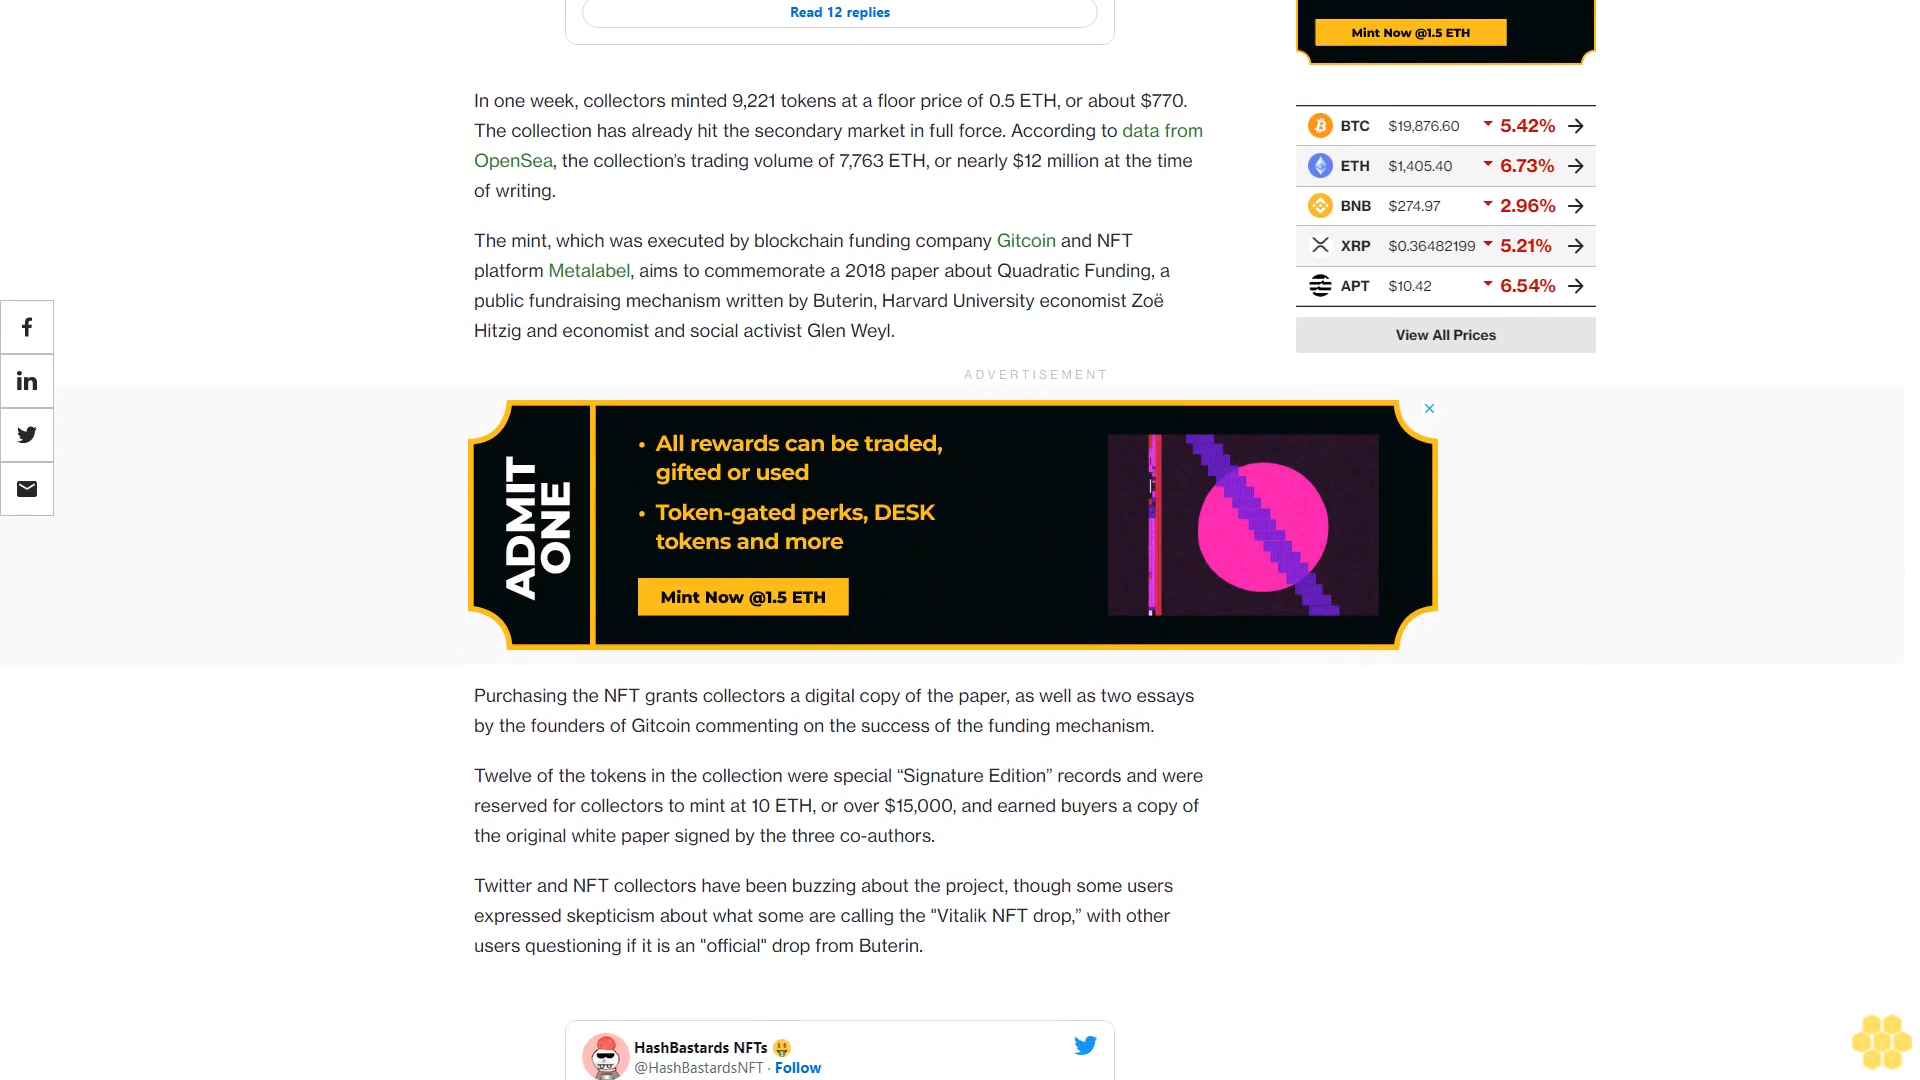 Read 12 replies
Mint Now @1.5 ETH
In one week, collectors minted 9,221 tokens at a floor price of 0.5 ETH, or about $770.
The collection has already hit the secondary market in full force. According to data from
OpenSea, the collection’s trading volume of 7,763 ETH, or nearly $12 million at the time
of writing.
BTC $19,876.60 5.42%
ETH $1,405.40 6.73%
BNB $274.97 2.96%
XRP $0.36482199 5.21%
APT $10.42 6.54%
View All Prices
The mint, which was executed by blockchain funding company Gitcoin and NFT
platform Metalabel, aims to commemorate a 2018 paper about Quadratic Funding, a
public fundraising mechanism written by Buterin, Harvard University economist Zoë
Hitzig and economist and social activist Glen Weyl.
ADVERTISEMENT
ADMIT
ONE
• All rewards can be traded,
gifted or used
• Token-gated perks, DESK
tokens and more
Mint Now @1.5 ETH
Purchasing the NFT grants collectors a digital copy of the paper, as well as two essays
by the founders of Gitcoin commenting on the success of the funding mechanism.
Twelve of the tokens in the collection were special “Signature Edition” records and were
reserved for collectors to mint at 10 ETH, or over $15,000, and earned buyers a copy of
the original white paper signed by the three co-authors.
Twitter and NFT collectors have been buzzing about the project, though some users
expressed skepticism about what some are calling the "Vitalik NFT drop,” with other
users questioning if it is an "official" drop from Buterin.
HashBastards NFTs 🤑
@HashBastardsNFT · Follow